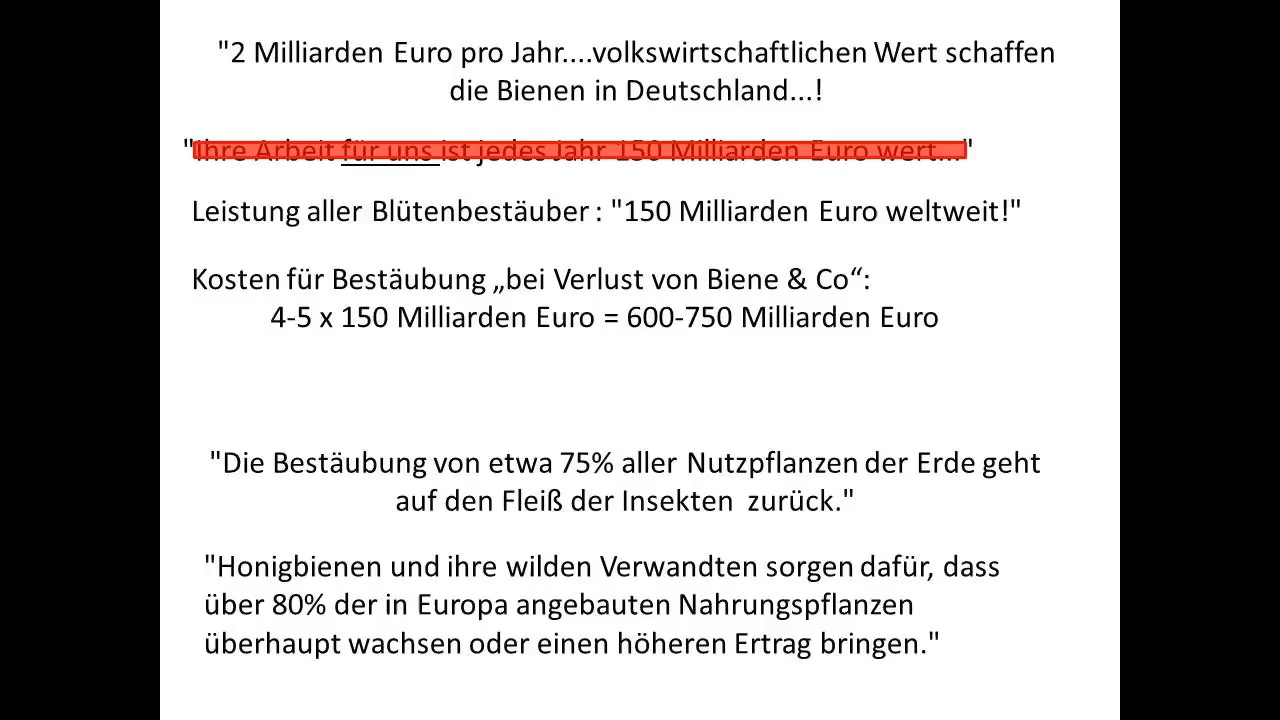 "2 Milliarden Euro pro Jahr....volkswirtschaftlichen Wert schaffen
die Bienen in Deutschland...!
"Ihre Arbeit für uns ist jedes Jahr 150 Milliarden Euro wert..."
Leistung aller Blütenbestäuber : "150 Milliarden Euro weltweit!"
Kosten für Bestäubung „bei Verlust von Biene & Co“:
4-5 x 150 Milliarden Euro = 600-750 Milliarden Euro
"Die Bestäubung von etwa 75% aller Nutzpflanzen der Erde geht
auf den Fleiß der Insekten zurück."
"Honigbienen und ihre wilden Verwandten sorgen dafür, dass
über 80% der in Europa angebauten Nahrungspflanzen
überhaupt wachsen oder einen höheren Ertrag bringen."